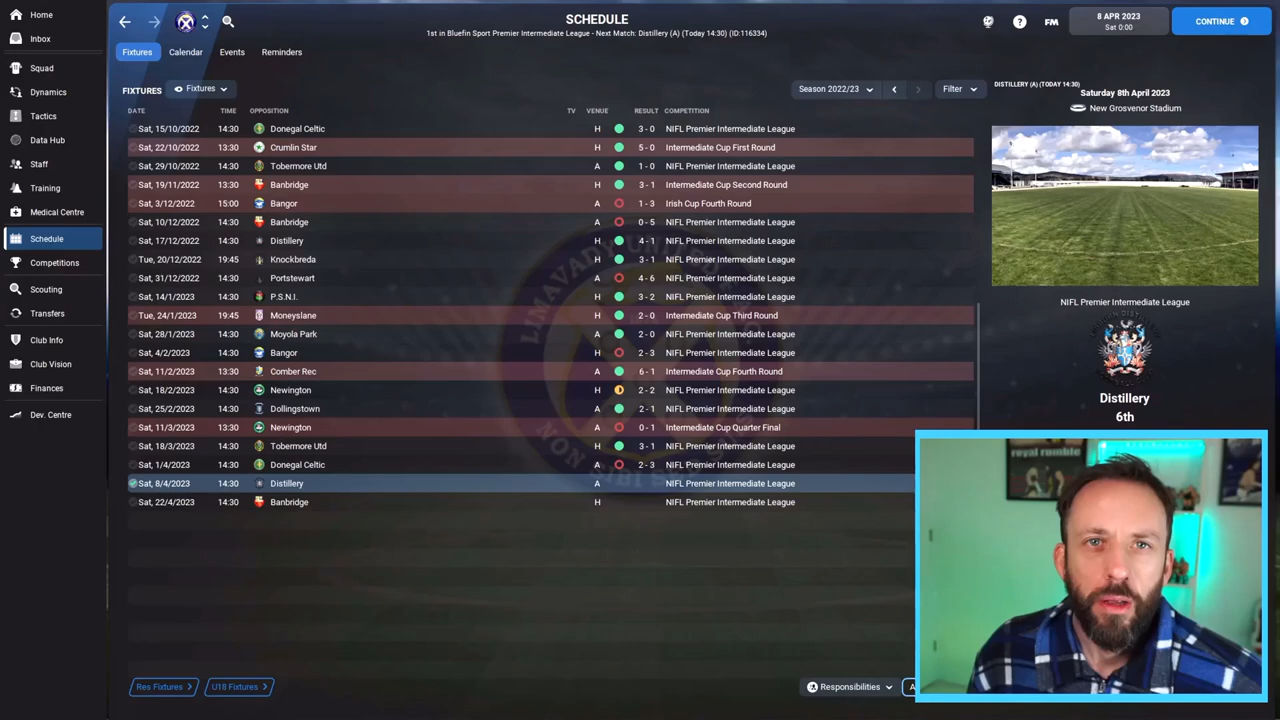 Home
Inbox
Squad
Dynamics
Tactics
Data Hub
Staff
Training
Medical Centre
Schedule
Competitions
Scouting
Transfers
Club Info
Club Vision
Finances
Dev. Centre
SCHEDULE
1st in Bluefin Sport Premier Intermediate League - Next Match: Distillery (A) (Today 14:30) (ID:116334)
FM
8 APR 2023
Sat 0:00
CONTINUE
Fixtures Calendar Events Reminders
FIXTURES Fixtures Season 2022/23 Filter
DATE TIME OPPOSITION TV VENUE RESULT COMPETITION
Sat, 15/10/2022 14:30 Donegal Celtic H 3 - 0 NIFL Premier Intermediate League
Sat, 22/10/2022 13:30 Crumlin Star H 5 - 0 Intermediate Cup First Round
Sat, 29/10/2022 14:30 Tobermore Utd A 1 - 0 NIFL Premier Intermediate League
Sat, 19/11/2022 13:30 Banbridge H 3 - 1 Intermediate Cup Second Round
Sat, 3/12/2022 15:00 Bangor A 1 - 3 Irish Cup Fourth Round
Sat, 10/12/2022 14:30 Banbridge A 0 - 5 NIFL Premier Intermediate League
Sat, 17/12/2022 14:30 Distillery H 4 - 1 NIFL Premier Intermediate League
Tue, 20/12/2022 19:45 Knockbreda H 3 - 1 NIFL Premier Intermediate League
Sat, 31/12/2022 14:30 Portstewart A 4 - 6 NIFL Premier Intermediate League
Sat, 14/1/2023 14:30 P.S.N.I. H 3 - 2 NIFL Premier Intermediate League
Tue, 24/1/2023 19:45 Moneyslane H 2 - 0 Intermediate Cup Third Round
Sat, 28/1/2023 14:30 Moyola Park A 2 - 0 NIFL Premier Intermediate League
Sat, 4/2/2023 14:30 Bangor H 2 - 3 NIFL Premier Intermediate League
Sat, 11/2/2023 13:30 Comber Rec A 6 - 1 Intermediate Cup Fourth Round
Sat, 18/2/2023 14:30 Newington H 2 - 2 NIFL Premier Intermediate League
Sat, 25/2/2023 14:30 Dollingstown A 2 - 1 NIFL Premier Intermediate League
Sat, 11/3/2023 13:30 Newington A 0 - 1 Intermediate Cup Quarter Final
Sat, 18/3/2023 14:30 Tobermore Utd H 3 - 1 NIFL Premier Intermediate League
Sat, 1/4/2023 14:30 Donegal Celtic A 2 - 3 NIFL Premier Intermediate League
Sat, 8/4/2023 14:30 Distillery A NIFL Premier Intermediate League
Sat, 22/4/2023 14:30 Banbridge H NIFL Premier Intermediate League
LIMAVADY UNITED
NON SIBI SED
Res Fixtures U18 Fixtures Responsibilities
DISTILLERY (A) (TODAY 14:30)
Saturday 8th April 2023
New Grosvenor Stadium
NIFL Premier Intermediate League
Distillery
6th
royal rumble